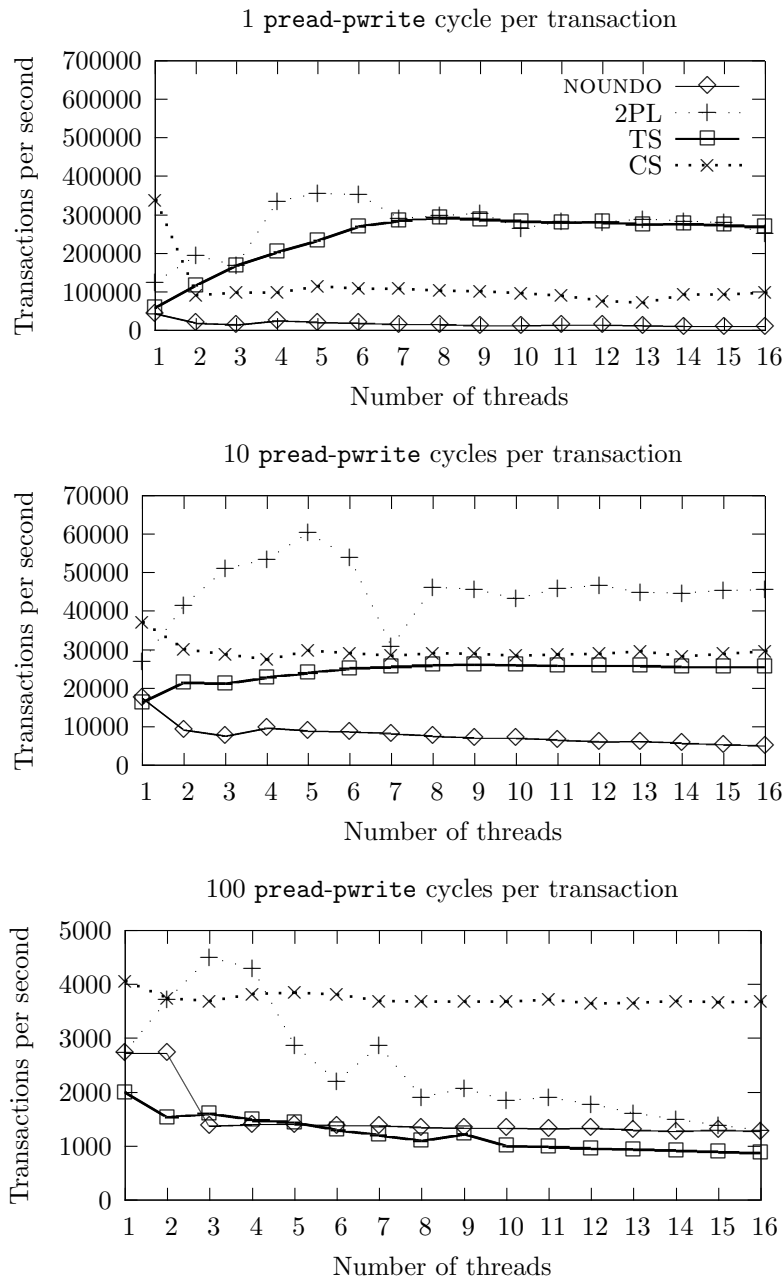 1 pread-pwrite cycle per transaction
Transactions per second
700000
600000
500000
400000
300000
200000
100000
0
NOUNDO
2PL
TS
CS
1 2 3 4 5 6 7 8 9 10 11 12 13 14 15 16
Number of threads
10 pread-pwrite cycles per transaction
Transactions per second
70000
60000
50000
40000
30000
20000
10000
0
1 2 3 4 5 6 7 8 9 10 11 12 13 14 15 16
Number of threads
100 pread-pwrite cycles per transaction
Transactions per second
5000
4000
3000
2000
1000
0
1 2 3 4 5 6 7 8 9 10 11 12 13 14 15 16
Number of threads